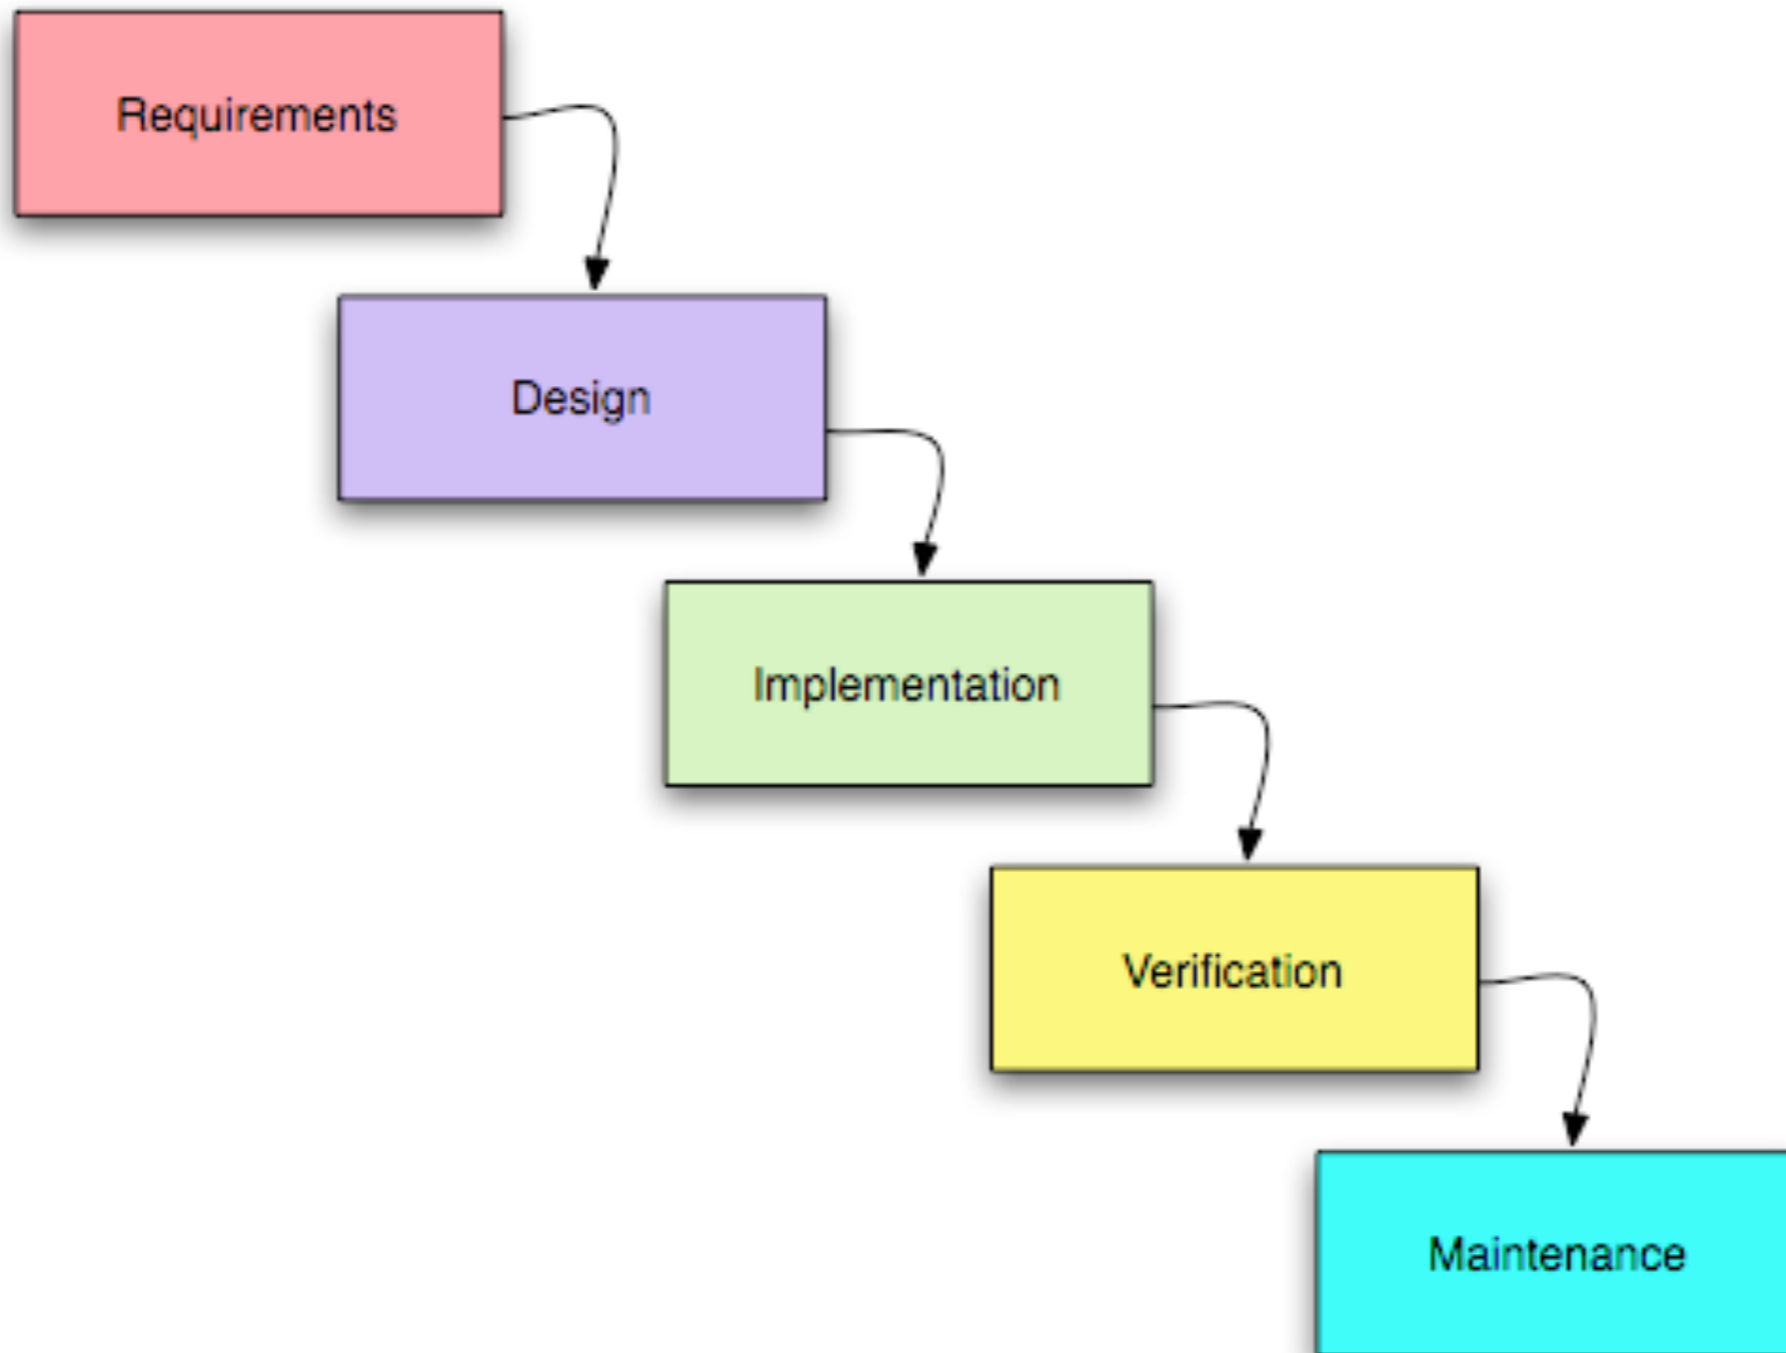 Requirements
Design
Implementation
Verification
Maintenance